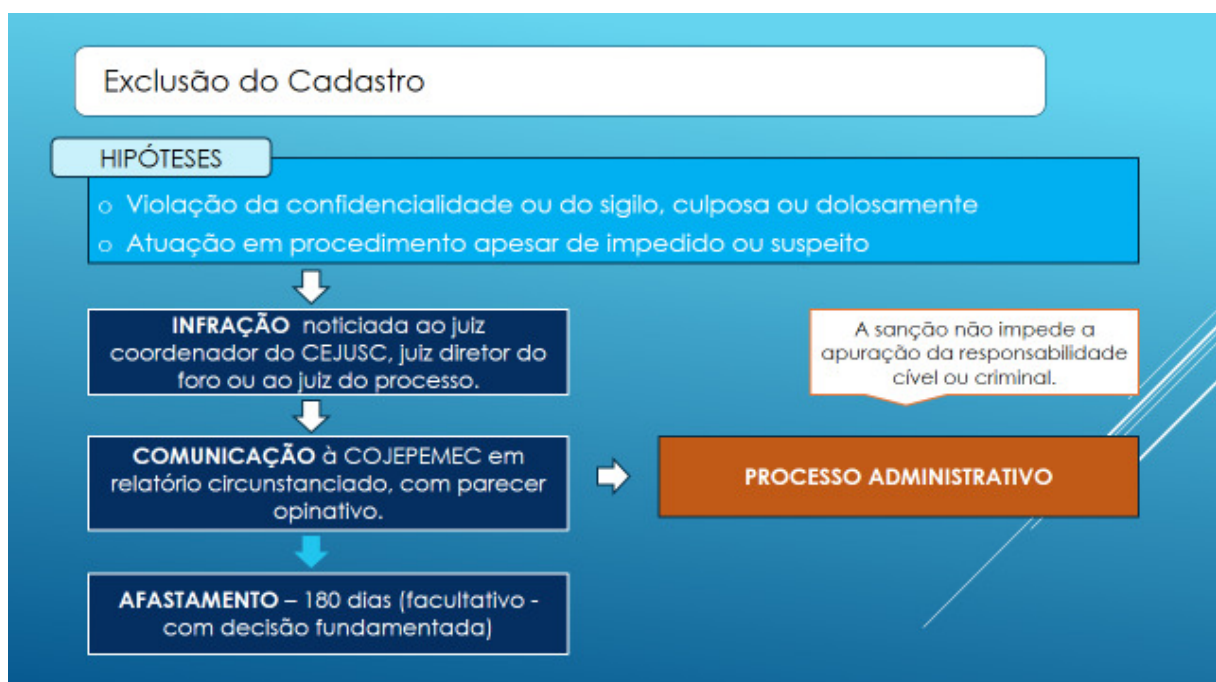 Exclusão do Cadastro
HIPÓTESES
o Violação da confidencialidade ou do sigilo, culposa ou dolosamente
o Atuação em procedimento apesar de impedido ou suspeito
INFRAÇÃO noticiada ao juiz
coordenador do CEJUSC, juiz diretor do
foro ou ao juiz do processo.
A sanção não impede a
apuração da responsabilidade
cível ou criminal.
COMUNICAÇÃO à COJEPEMEC em
relatório circunstanciado, com parecer
opinativo.
PROCESSO ADMINISTRATIVO
AFASTAMENTO – 180 dias (facultativo -
com decisão fundamentada)